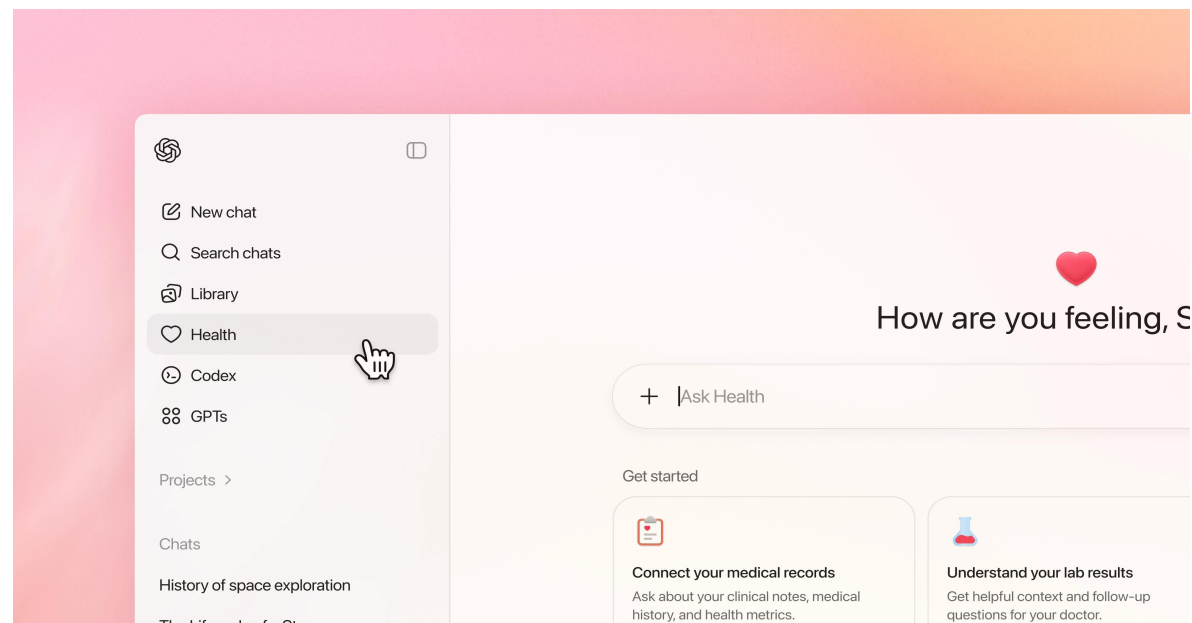 New chat
Search chats
Library
Health
Codex
GPTs
Projects
Chats
History of space exploration
How are you feeling, S
Ask Health
Get started
Connect your medical records
Ask about your clinical notes, medical
history, and health metrics.
Understand your lab results
Get helpful context and follow-up
questions for your doctor.